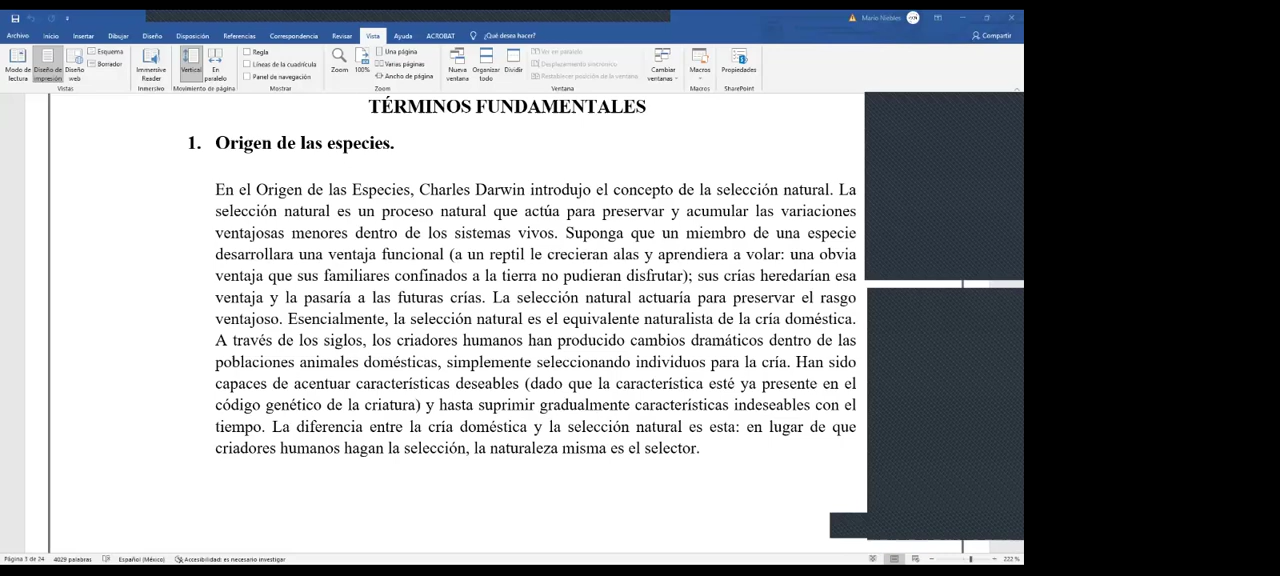 Mario Niebles
Archivo Inicio Insertar Dibujar Diseño Disposición Referencias Correspondencia Revisar Vista Ayuda ACROBAT ¿Qué desea hacer? Compartir
Modo de lectura
Diseño de impresión
Diseño web
Esquema
Borrador
Vistas
Immersive Reader
Inmersivo
Vertical
En paralelo
Movimiento de página
Regla
Líneas de la cuadrícula
Panel de navegación
Mostrar
Zoom
100%
Una página
Varias páginas
Ancho de página
Zoom
Nueva ventana
Organizar todo
Dividir
Ver en paralelo
Desplazamiento sincrónico
Restablecer posición de la ventana
Ventana
Cambiar ventanas
Macros
Macros
Propiedades
SharePoint
TÉRMINOS FUNDAMENTALES
1. Origen de las especies.
En el Origen de las Especies, Charles Darwin introdujo el concepto de la selección natural. La
selección natural es un proceso natural que actúa para preservar y acumular las variaciones
ventajosas menores dentro de los sistemas vivos. Suponga que un miembro de una especie
desarrollara una ventaja funcional (a un reptil le crecieran alas y aprendiera a volar: una obvia
ventaja que sus familiares confinados a la tierra no pudieran disfrutar); sus crías heredarían esa
ventaja y la pasaría a las futuras crías. La selección natural actuaría para preservar el rasgo
ventajoso. Esencialmente, la selección natural es el equivalente naturalista de la cría doméstica.
A través de los siglos, los criadores humanos han producido cambios dramáticos dentro de las
poblaciones animales domésticas, simplemente seleccionando individuos para la cría. Han sido
capaces de acentuar características deseables (dado que la característica esté ya presente en el
código genético de la criatura) y hasta suprimir gradualmente características indeseables con el
tiempo. La diferencia entre la cría doméstica y la selección natural es esta: en lugar de que
criadores humanos hagan la selección, la naturaleza misma es el selector.
Página 3 de 24 4029 palabras Español (México) Accesibilidad: es necesario investigar 222 %